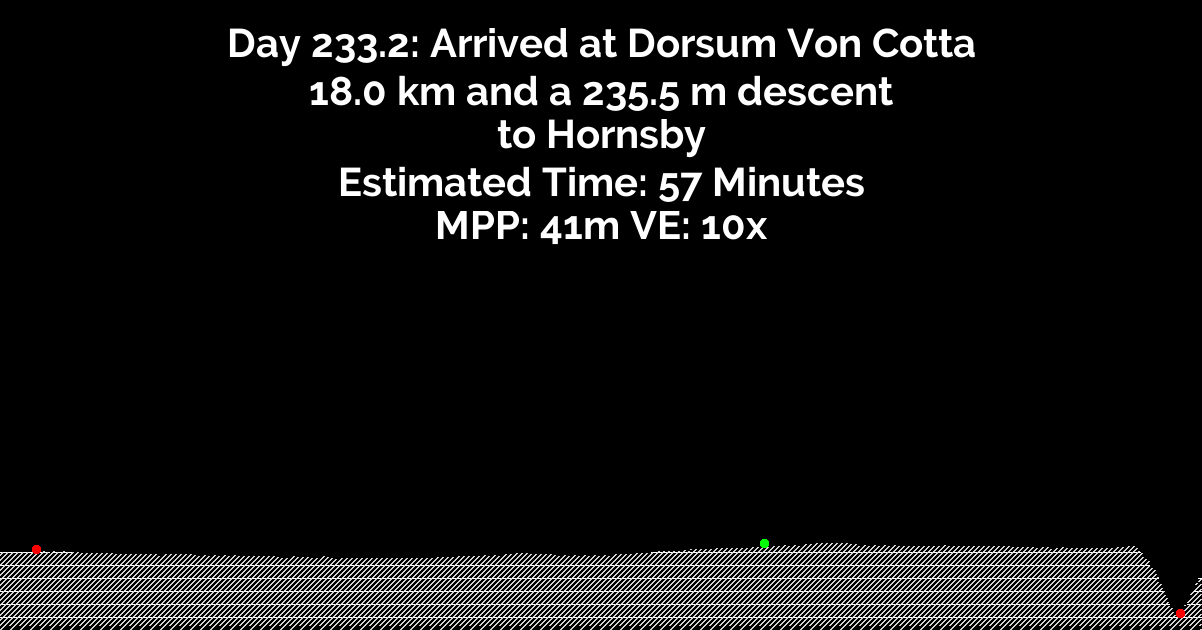 Day 233.2: Arrived at Dorsum Von Cotta
18.0 km and a 235.5 m descent
to Hornsby
Estimated Time: 57 Minutes
MPP: 41m VE: 10x